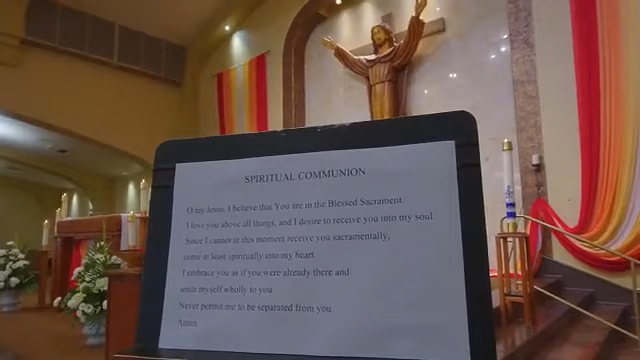 SPIRITUAL COMMUNION
O my Jesus, I believe that You are in the Blessed Sacrament.
I love you above all things, and I desire to receive you into my soul.
Since I cannot at this moment receive you sacramentally,
come at least spiritually into my heart.
I embrace you as if you were already there and
unite myself wholly to you.
Never permit me to be separated from you.
Amen.